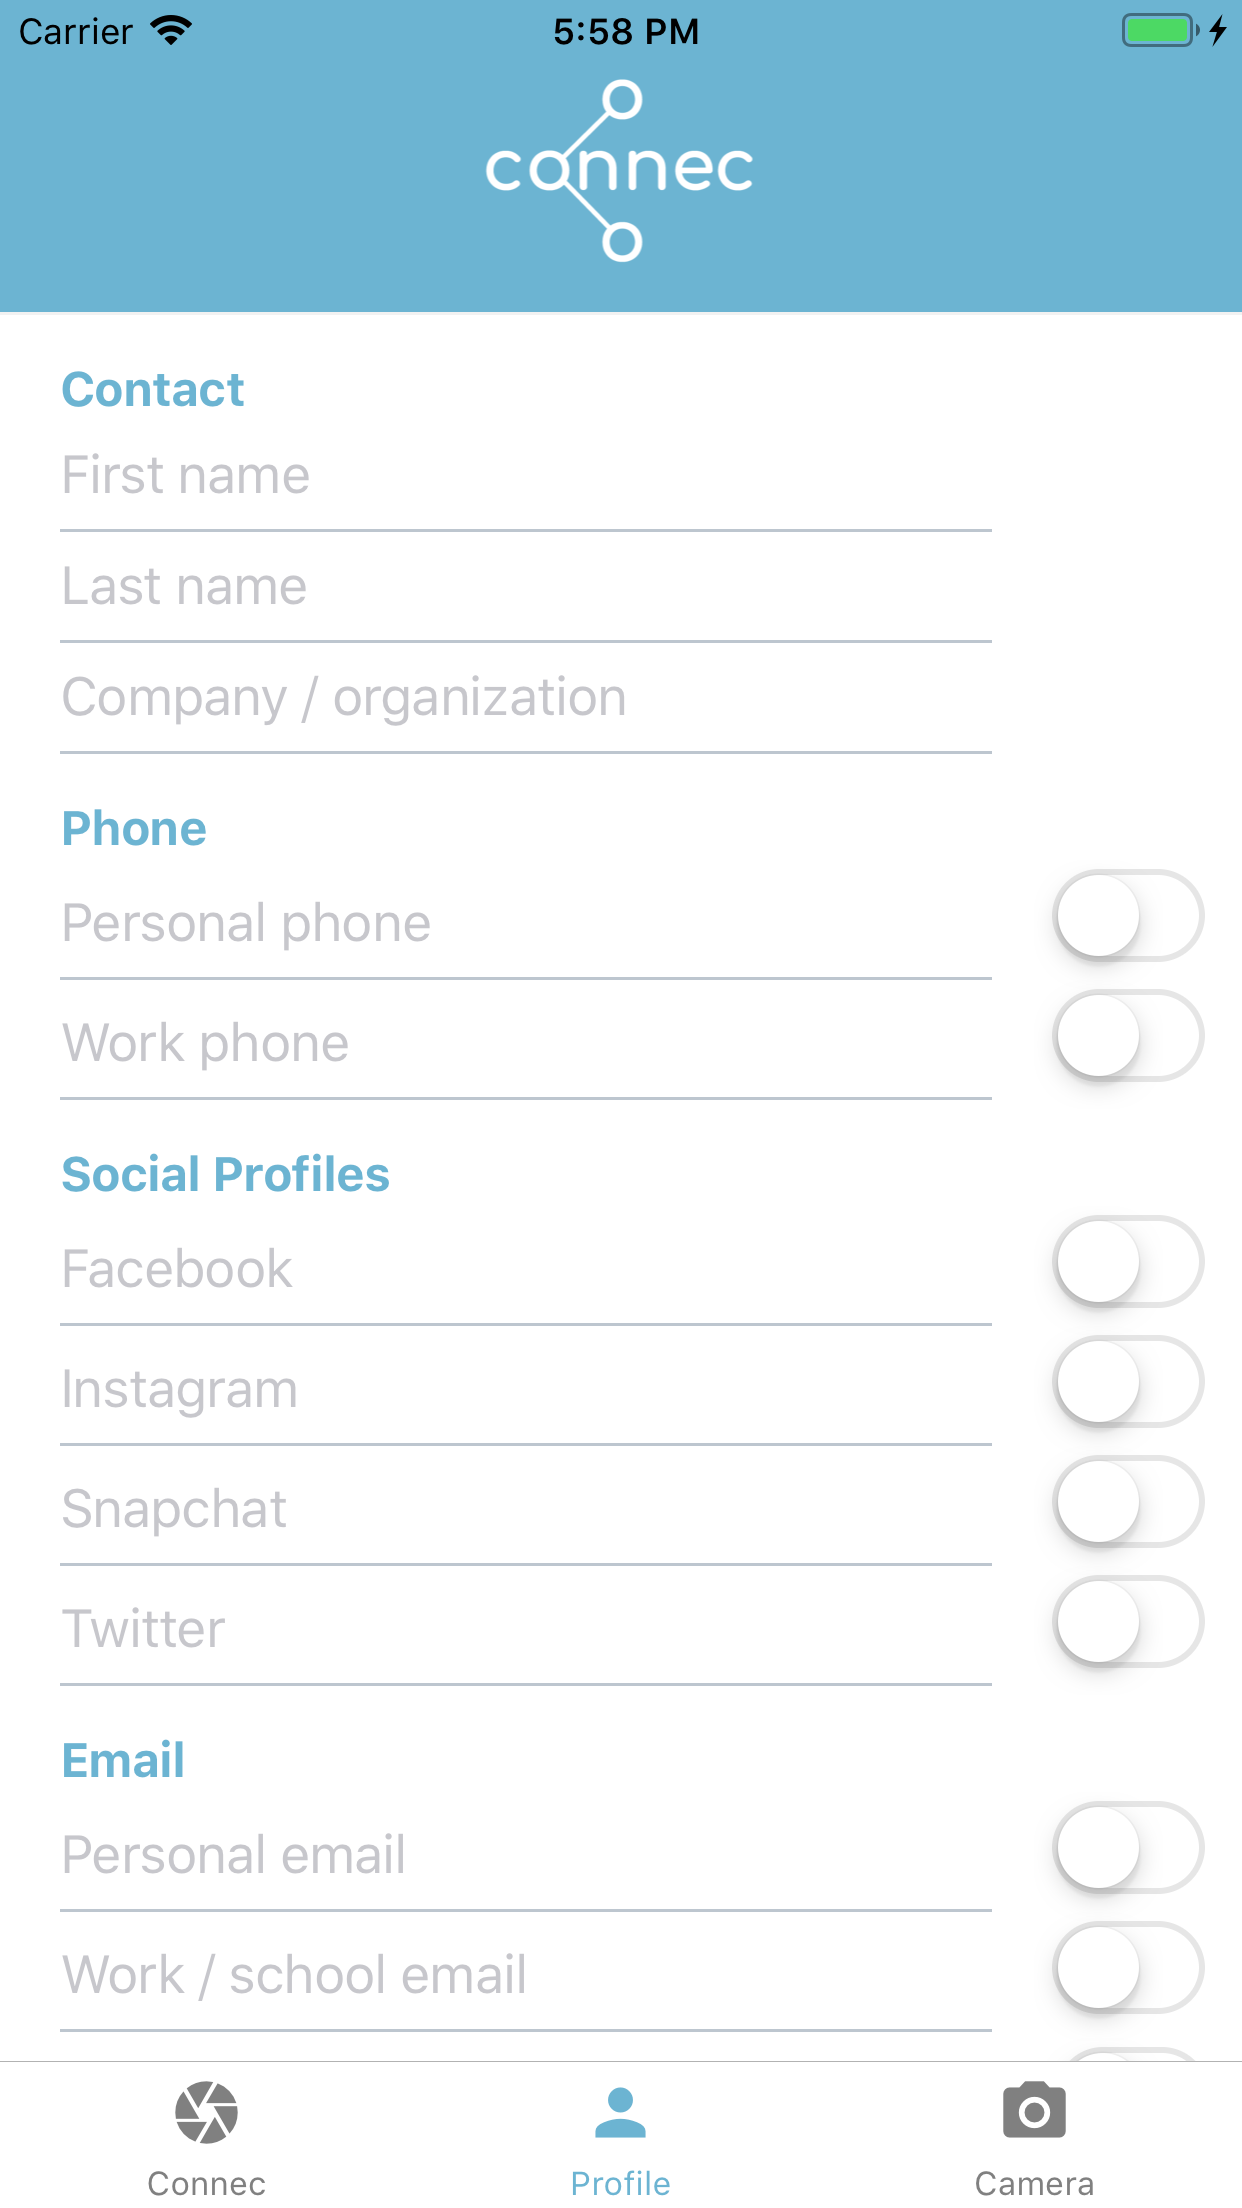 Carrier 5:58 PM
connec
Contact
First name
Last name
Company / organization
Phone
Personal phone
Work phone
Social Profiles
Facebook
Instagram
Snapchat
Twitter
Email
Personal email
Work / school email
Connec Profile Camera